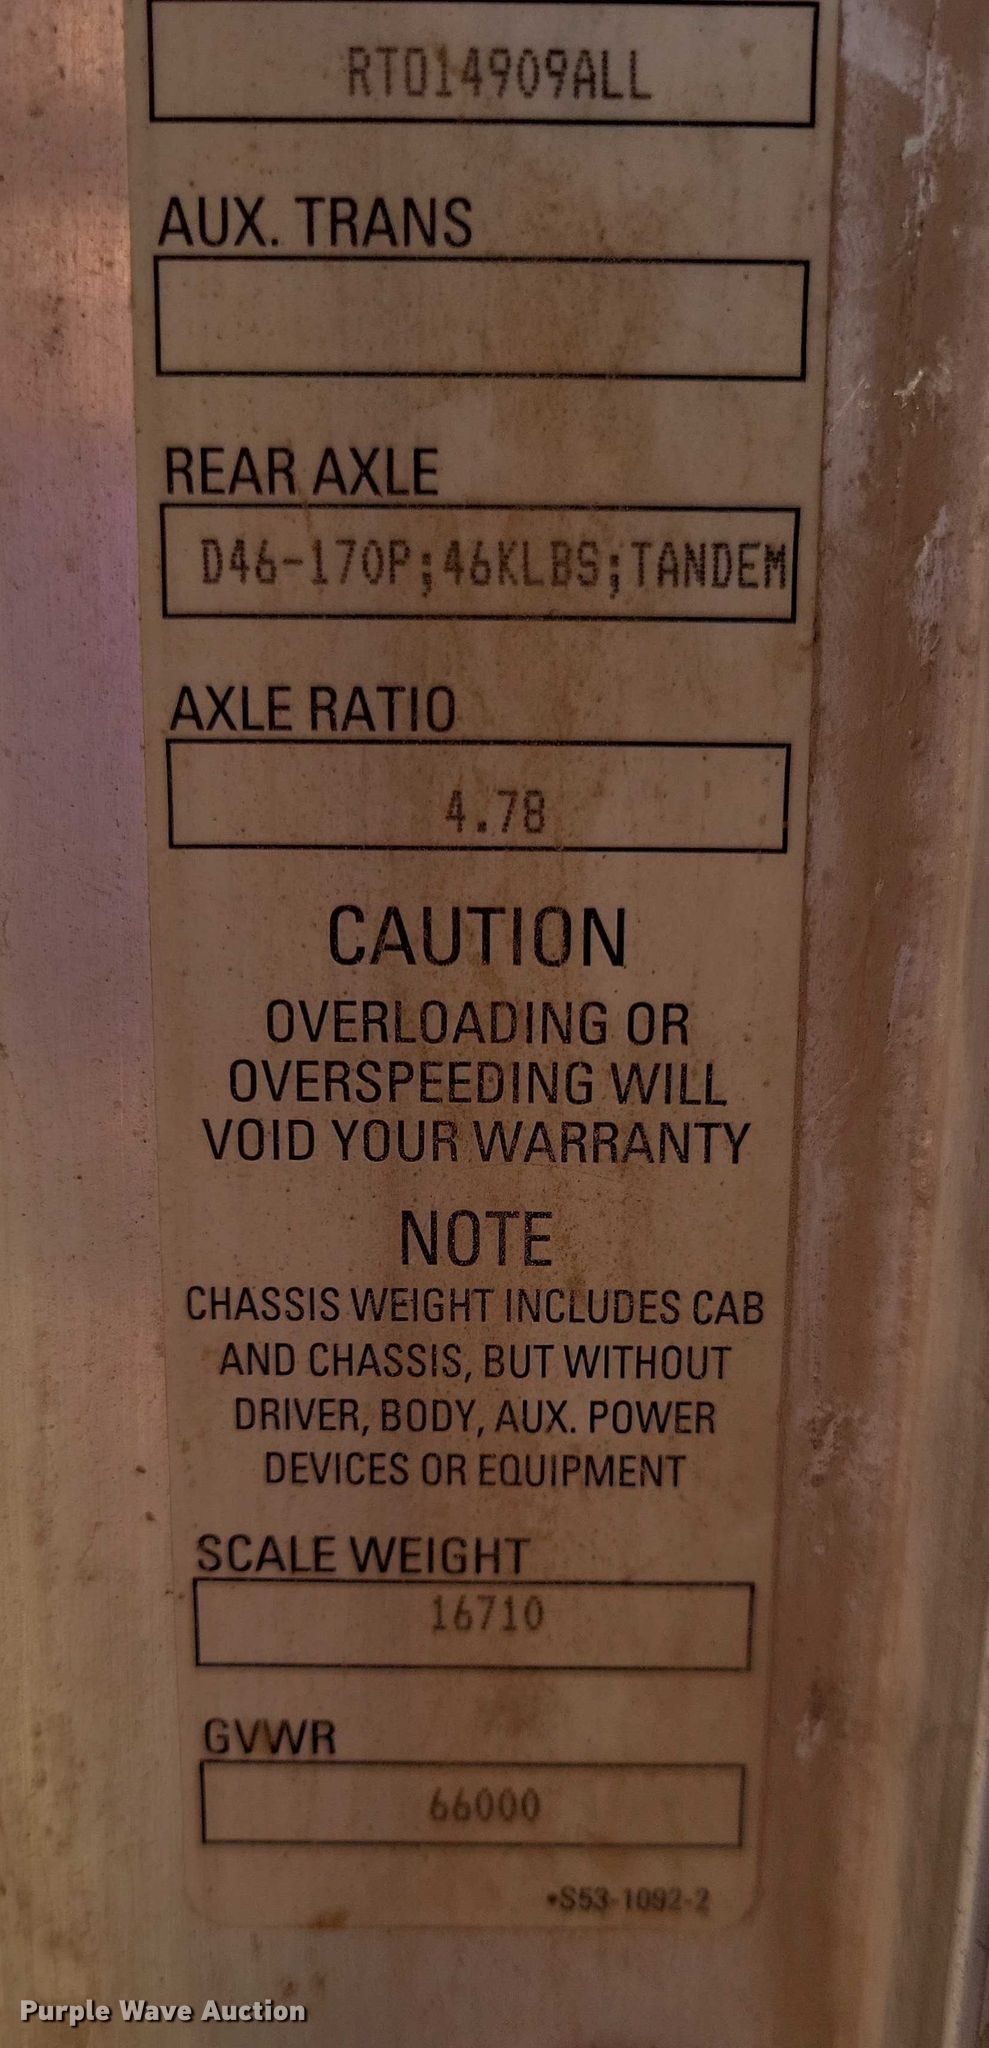 RTO14909ALL
AUX. TRANS
REAR AXLE
D46-170P;46KLBS;TANDEM
AXLE RATIO
4.78
CAUTION
OVERLOADING OR
OVERSPEEDING WILL
VOID YOUR WARRANTY
NOTE
CHASSIS WEIGHT INCLUDES CAB
AND CHASSIS, BUT WITHOUT
DRIVER, BODY, AUX. POWER
DEVICES OR EQUIPMENT
SCALE WEIGHT
16710
GVWR
66000
•S53-1092-2
Purple Wave Auction